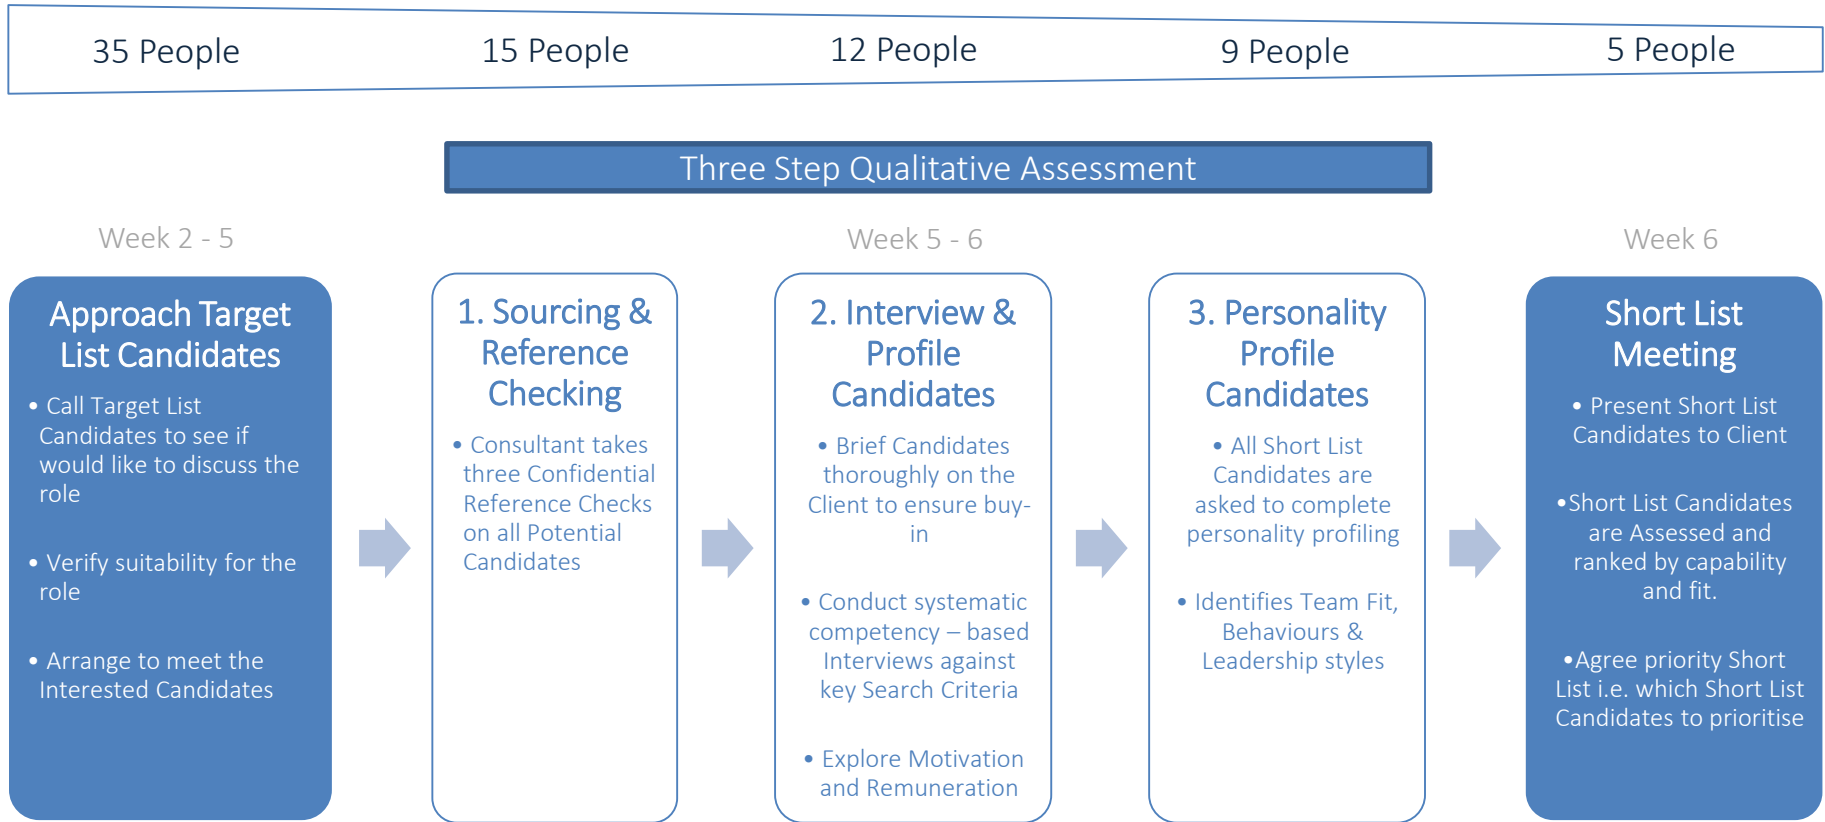 35 People
15 People
12 People
9 People
5 People
Three Step Qualitative Assessment
Week 2 - 5
Week 5 - 6
Week 6
Approach Target
List Candidates
• Call Target List
Candidates to see if
would like to discuss the
role
• Verify suitability for the
role
• Arrange to meet the
Interested Candidates
1. Sourcing &
Reference
Checking
• Consultant takes
three Confidential
Reference Checks
on all Potential
Candidates
2. Interview &
Profile
Candidates
• Brief Candidates
thoroughly on the
Client to ensure buy-
in
• Conduct systematic
competency – based
Interviews against
key Search Criteria
• Explore Motivation
and Remuneration
3. Personality
Profile
Candidates
• All Short List
Candidates are
asked to complete
personality profiling
• Identifies Team Fit,
Behaviours &
Leadership styles
Short List
Meeting
• Present Short List
Candidates to Client
•Short List Candidates
are Assessed and
ranked by capability
and fit.
•Agree priority Short
List i.e. which Short List
Candidates to prioritise